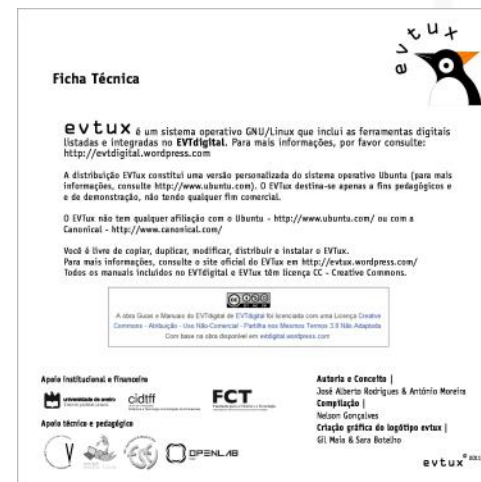 evtux
Ficha Técnica
evtux é um sistema operativo GNU/Linux que inclui as ferramentas digitais
listadas e integradas no EVTdigital. Para mais informações, por favor consulte:
http://evtdigital.wordpress.com
A distribuição EVTux constitui uma versão personalizada do sistema operativo Ubuntu (para mais
informações, consulte http://www.ubuntu.com). O EVTux destina-se apenas a fins pedagógicos e
e de demonstração, não tendo qualquer fim comercial.
O EVTux não tem qualquer afiliação com o Ubuntu - http://www.ubuntu.com/ ou com a
Canonical - http://www.canonical.com/
Você é livre de copiar, duplicar, modificar, distribuir e instalar o EVTux.
Para mais informações, consulte o site oficial do EVTux em http://evtux.wordpress.com/
Todos os manuais incluídos no EVTdigital e EVTux têm licença CC - Creative Commons.
A obra Guias e Manuais do EVTdigital de EVTdigital foi licenciada com uma Licença Creative
Commons - Atribuição - Uso Não-Comercial - Partilha nos Mesmos Termos 3.0 Não Adaptada
Com base na obra disponível em evtdigital.wordpress.com
Apoio institucional e financeiro
universidade de aveiro
cidtff
FCT
Apoio técnico e pedagógico
OPENLAB
Autoria e Conceito |
José Alberto Rodrigues & António Moreira
Compilação |
Nelson Gonçalves
Criação gráfica do logótipo evtux |
Gil Maia & Sara Botelho
evtux